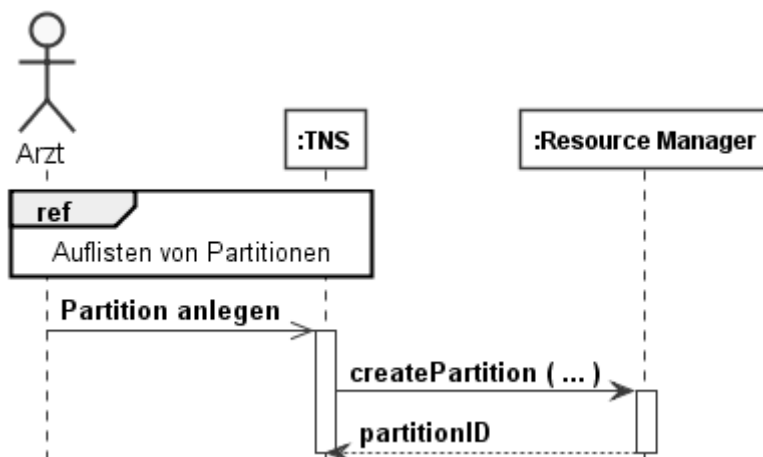 Arzt
:TNS
:Resource Manager
ref
Auflisten von Partitionen
Partition anlegen
createPartition ( ... )
partitionID